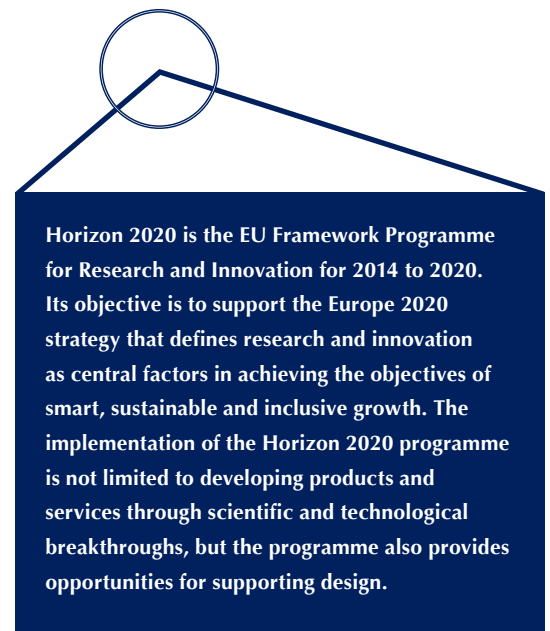 Horizon 2020 is the EU Framework Programme
for Research and Innovation for 2014 to 2020.
Its objective is to support the Europe 2020
strategy that defines research and innovation
as central factors in achieving the objectives of
smart, sustainable and inclusive growth. The
implementation of the Horizon 2020 programme
is not limited to developing products and
services through scientific and technological
breakthroughs, but the programme also provides
opportunities for supporting design.